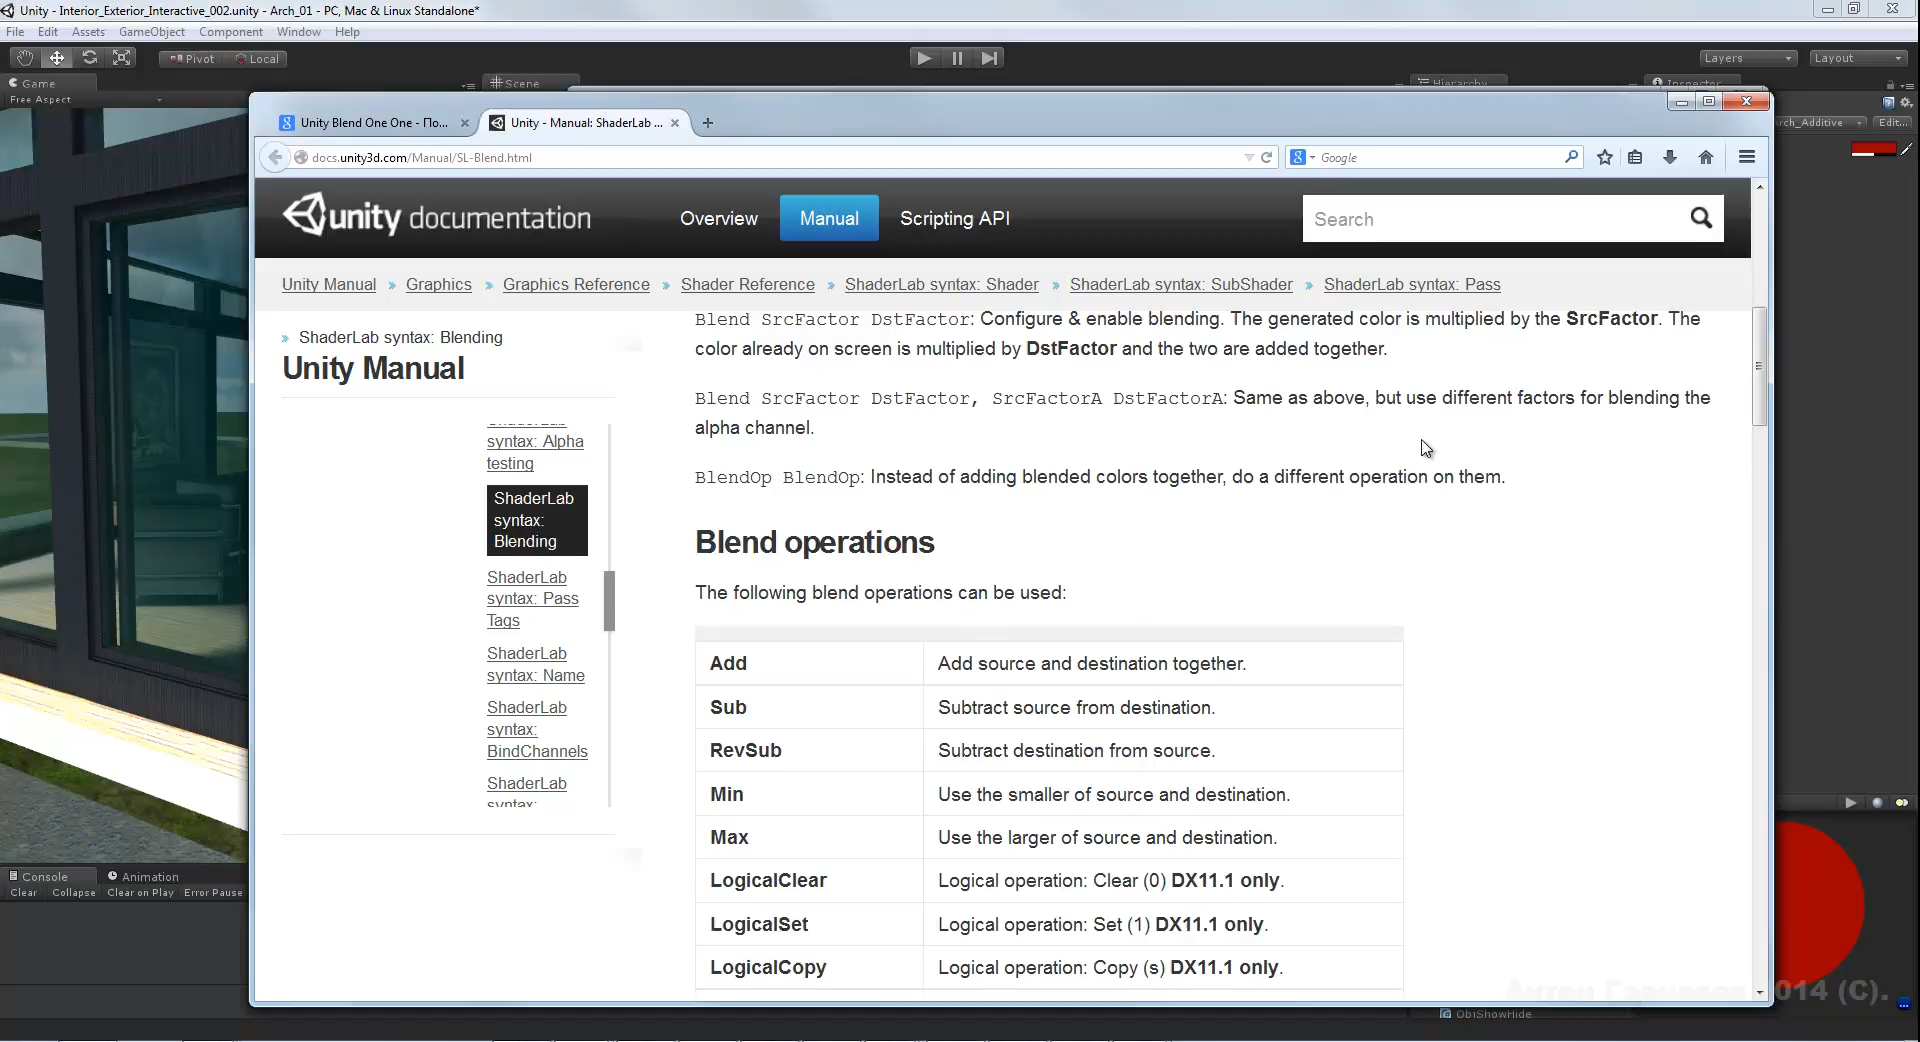 Unity - Interior_Exterior_Interactive_002.unity - Arch_01 - PC, Mac & Linux Standalone*
File Edit Assets GameObject Component Window Help
Pivot Local Layers Layout
Game Scene Hierarchy Inspector
Free Aspect
Unity Blend One One - По... Unity - Manual: ShaderLab ...
rch_Additive Edit...
docs.unity3d.com/Manual/SL-Blend.html Google
unity documentation Overview Manual Scripting API Search
Unity Manual » Graphics » Graphics Reference » Shader Reference » ShaderLab syntax: Shader » ShaderLab syntax: SubShader » ShaderLab syntax: Pass
» ShaderLab syntax: Blending
Unity Manual
ShaderLab
syntax: Alpha
testing
ShaderLab
syntax:
Blending
ShaderLab
syntax: Pass
Tags
ShaderLab
syntax: Name
ShaderLab
syntax:
BindChannels
ShaderLab
syntax:
Blend SrcFactor DstFactor: Configure & enable blending. The generated color is multiplied by the SrcFactor. The
color already on screen is multiplied by DstFactor and the two are added together.
Blend SrcFactor DstFactor, SrcFactorA DstFactorA: Same as above, but use different factors for blending the
alpha channel.
BlendOp BlendOp: Instead of adding blended colors together, do a different operation on them.
Blend operations
The following blend operations can be used:
Add Add source and destination together.
Sub Subtract source from destination.
RevSub Subtract destination from source.
Min Use the smaller of source and destination.
Max Use the larger of source and destination.
LogicalClear Logical operation: Clear (0) DX11.1 only.
LogicalSet Logical operation: Set (1) DX11.1 only.
LogicalCopy Logical operation: Copy (s) DX11.1 only.
Console Animation
Clear Collapse Clear on Play Error Pause
014 (C).
ObjShowHide